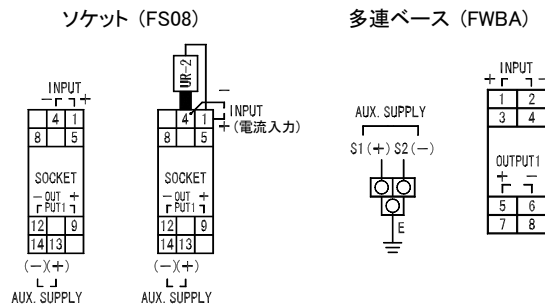 ソケット (FS08)
多連ベース (FWBA)
INPUT
- +
4 1
8 5
SOCKET
- OUT +
PUT1
12 9
14 13
(-)(+)
AUX. SUPPLY
UR-2
-
INPUT
+ (電流入力)
4 1
8 5
SOCKET
- OUT +
PUT1
12 9
14 13
(-)(+)
AUX. SUPPLY
AUX. SUPPLY
S1(+) S2(-)
E
INPUT
+ -
1 2
3 4
OUTPUT1
+ -
5 6
7 8